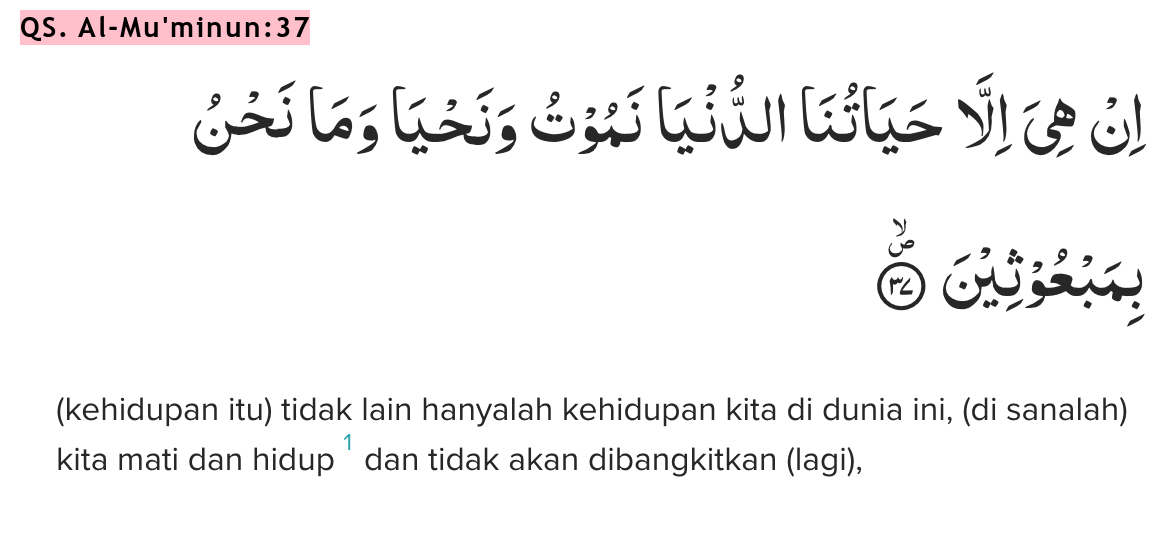 QS. Al-Mu'minun:37
اِنْ هِيَ اِلَّا حَيَاتُنَا الدُّنْيَا نَمُوْتُ وَنَحْيَا وَمَا نَحْنُ
بِمَبْعُوْثِيْنَ ۙ ۖ ٣٧
(kehidupan itu) tidak lain hanyalah kehidupan kita di dunia ini, (di sanalah)
kita mati dan hidup 1 dan tidak akan dibangkitkan (lagi),